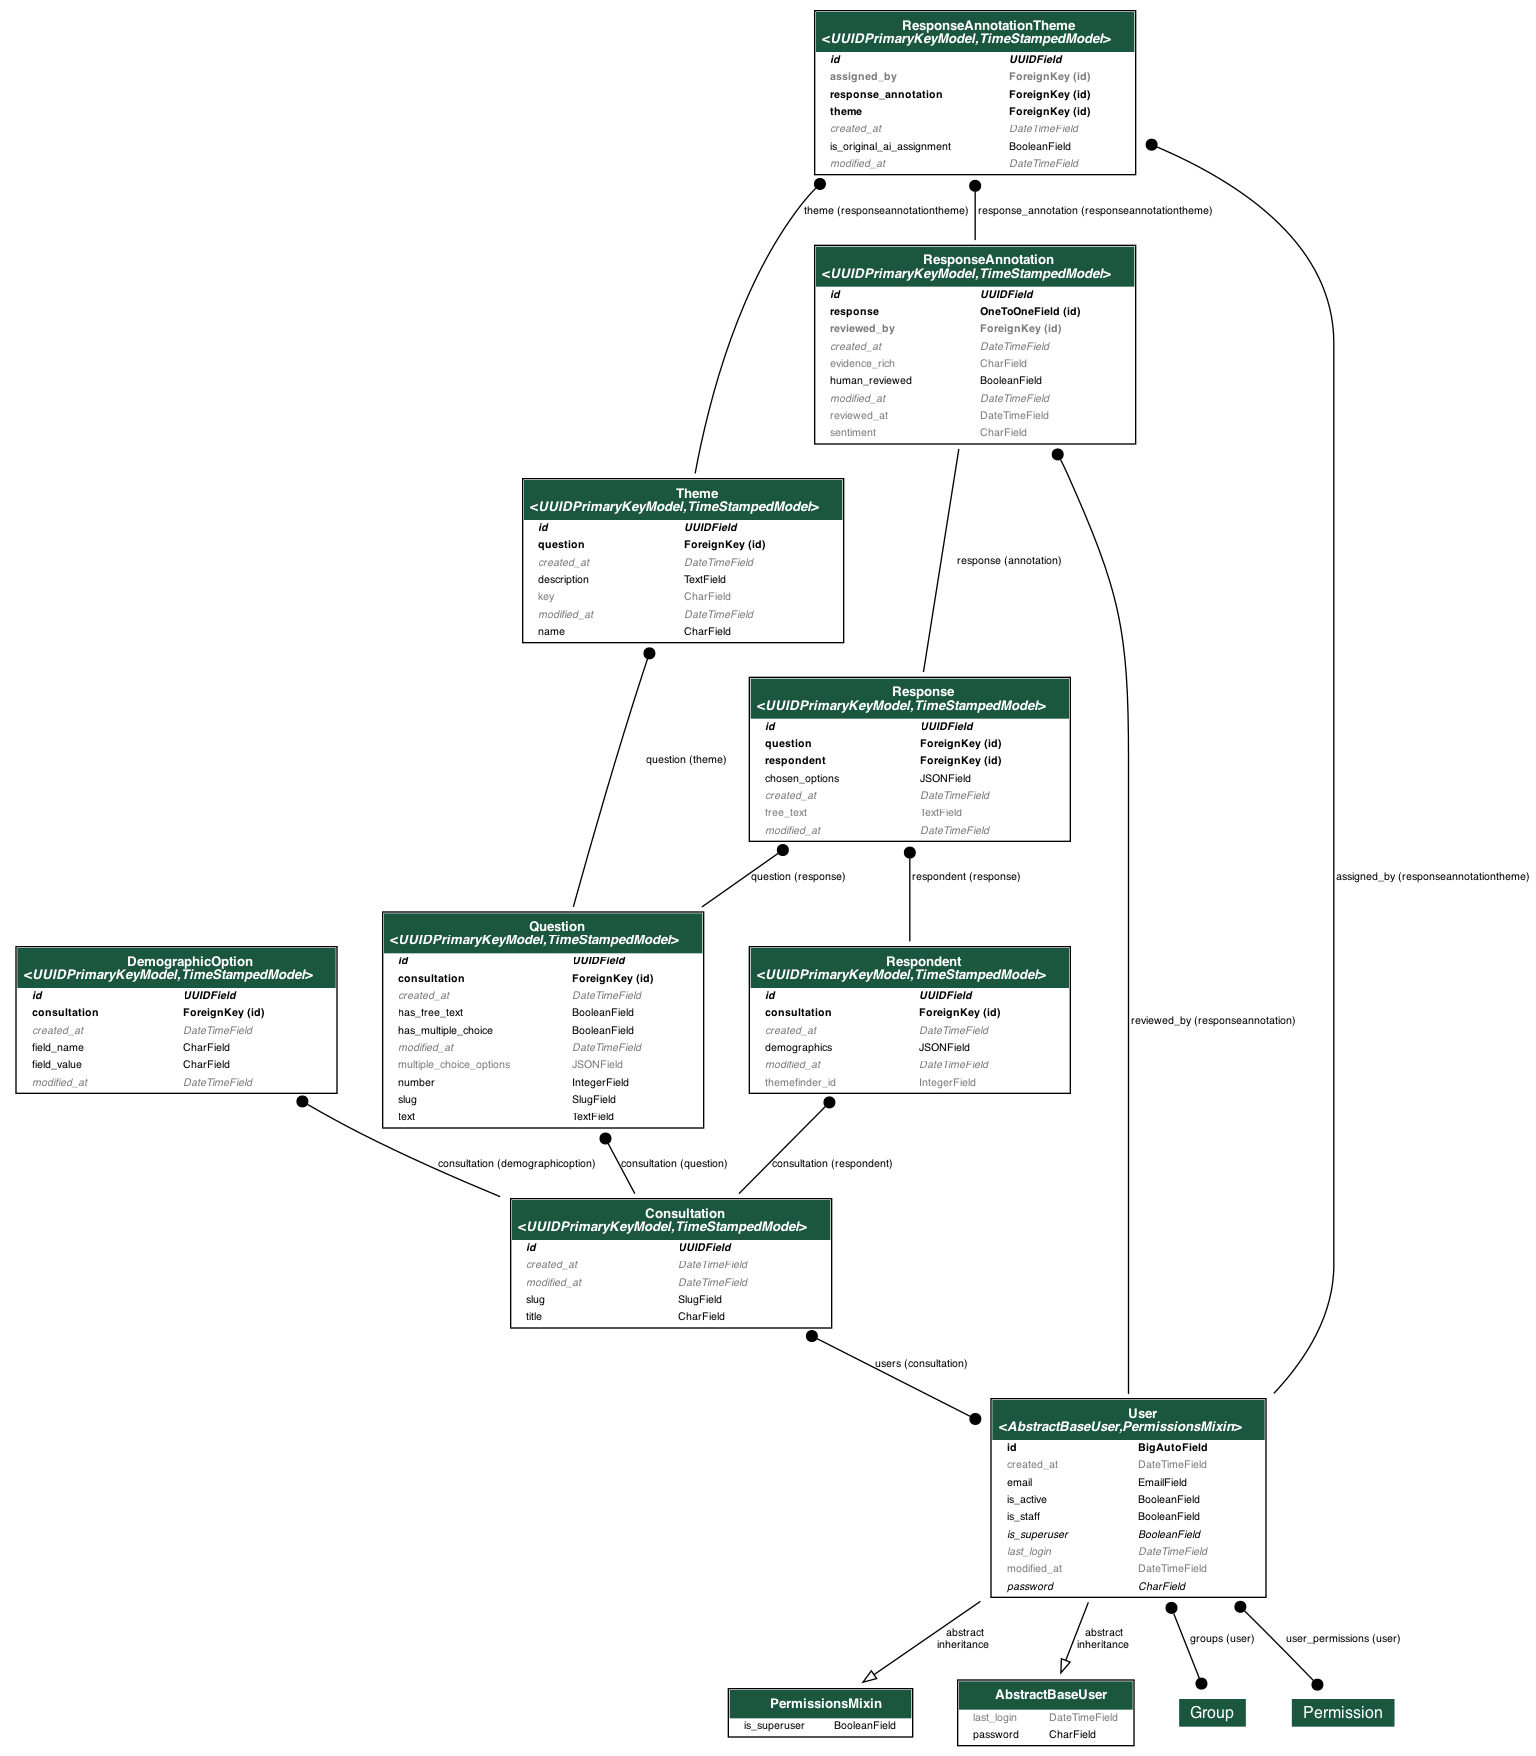 ResponseAnnotationTheme
<UUIDPrimaryKeyModel,TimeStampedModel>
id UUIDField
assigned_by ForeignKey (id)
response_annotation ForeignKey (id)
theme ForeignKey (id)
created_at DateTimeField
is_original_ai_assignment BooleanField
modified_at DateTimeField
theme (responseannotationtheme) response_annotation (responseannotationtheme)
ResponseAnnotation
<UUIDPrimaryKeyModel,TimeStampedModel>
id UUIDField
response OneToOneField (id)
reviewed_by ForeignKey (id)
created_at DateTimeField
evidence_rich CharField
human_reviewed BooleanField
modified_at DateTimeField
reviewed_at DateTimeField
sentiment CharField
Theme
<UUIDPrimaryKeyModel,TimeStampedModel>
id UUIDField
question ForeignKey (id)
created_at DateTimeField
description TextField
key CharField
modified_at DateTimeField
name CharField
response (annotation)
question (theme)
Response
<UUIDPrimaryKeyModel,TimeStampedModel>
id UUIDField
question ForeignKey (id)
respondent ForeignKey (id)
chosen_options JSONField
created_at DateTimeField
free_text TextField
modified_at DateTimeField
question (response) respondent (response) assigned_by (responseannotationtheme)
DemographicOption
<UUIDPrimaryKeyModel,TimeStampedModel>
id UUIDField
consultation ForeignKey (id)
created_at DateTimeField
field_name CharField
field_value CharField
modified_at DateTimeField
Question
<UUIDPrimaryKeyModel,TimeStampedModel>
id UUIDField
consultation ForeignKey (id)
created_at DateTimeField
has_free_text BooleanField
has_multiple_choice BooleanField
modified_at DateTimeField
multiple_choice_options JSONField
number IntegerField
slug SlugField
text TextField
Respondent
<UUIDPrimaryKeyModel,TimeStampedModel>
id UUIDField
consultation ForeignKey (id)
created_at DateTimeField
demographics JSONField
modified_at DateTimeField
themefinder_id IntegerField
reviewed_by (responseannotation)
consultation (demographicoption) consultation (question) consultation (respondent)
Consultation
<UUIDPrimaryKeyModel,TimeStampedModel>
id UUIDField
created_at DateTimeField
modified_at DateTimeField
slug SlugField
title CharField
users (consultation)
User
<AbstractBaseUser,PermissionsMixin>
id BigAutoField
created_at DateTimeField
email EmailField
is_active BooleanField
is_staff BooleanField
is_superuser BooleanField
last_login DateTimeField
modified_at DateTimeField
password CharField
abstract
inheritance
abstract
inheritance
groups (user) user_permissions (user)
PermissionsMixin
is_superuser BooleanField
AbstractBaseUser
last_login DateTimeField
password CharField
Group
Permission